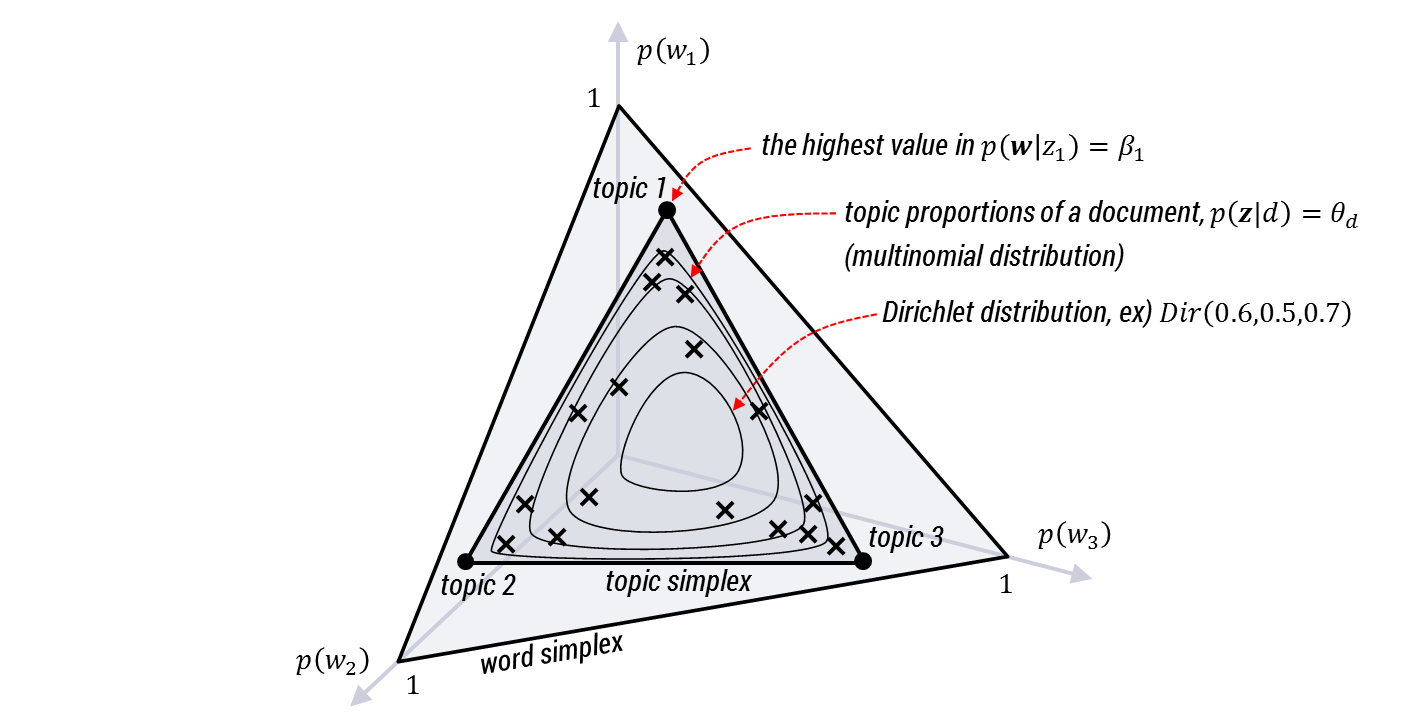 p(w₁)
1
the highest value in p(w|z₁) = β₁
topic 1
topic proportions of a document, p(z|d) = θ_d
(multinomial distribution)
Dirichlet distribution, ex) Dir(0.6,0.5,0.7)
topic 3
p(w₃)
topic 2
topic simplex
1
word simplex
p(w₂)
1